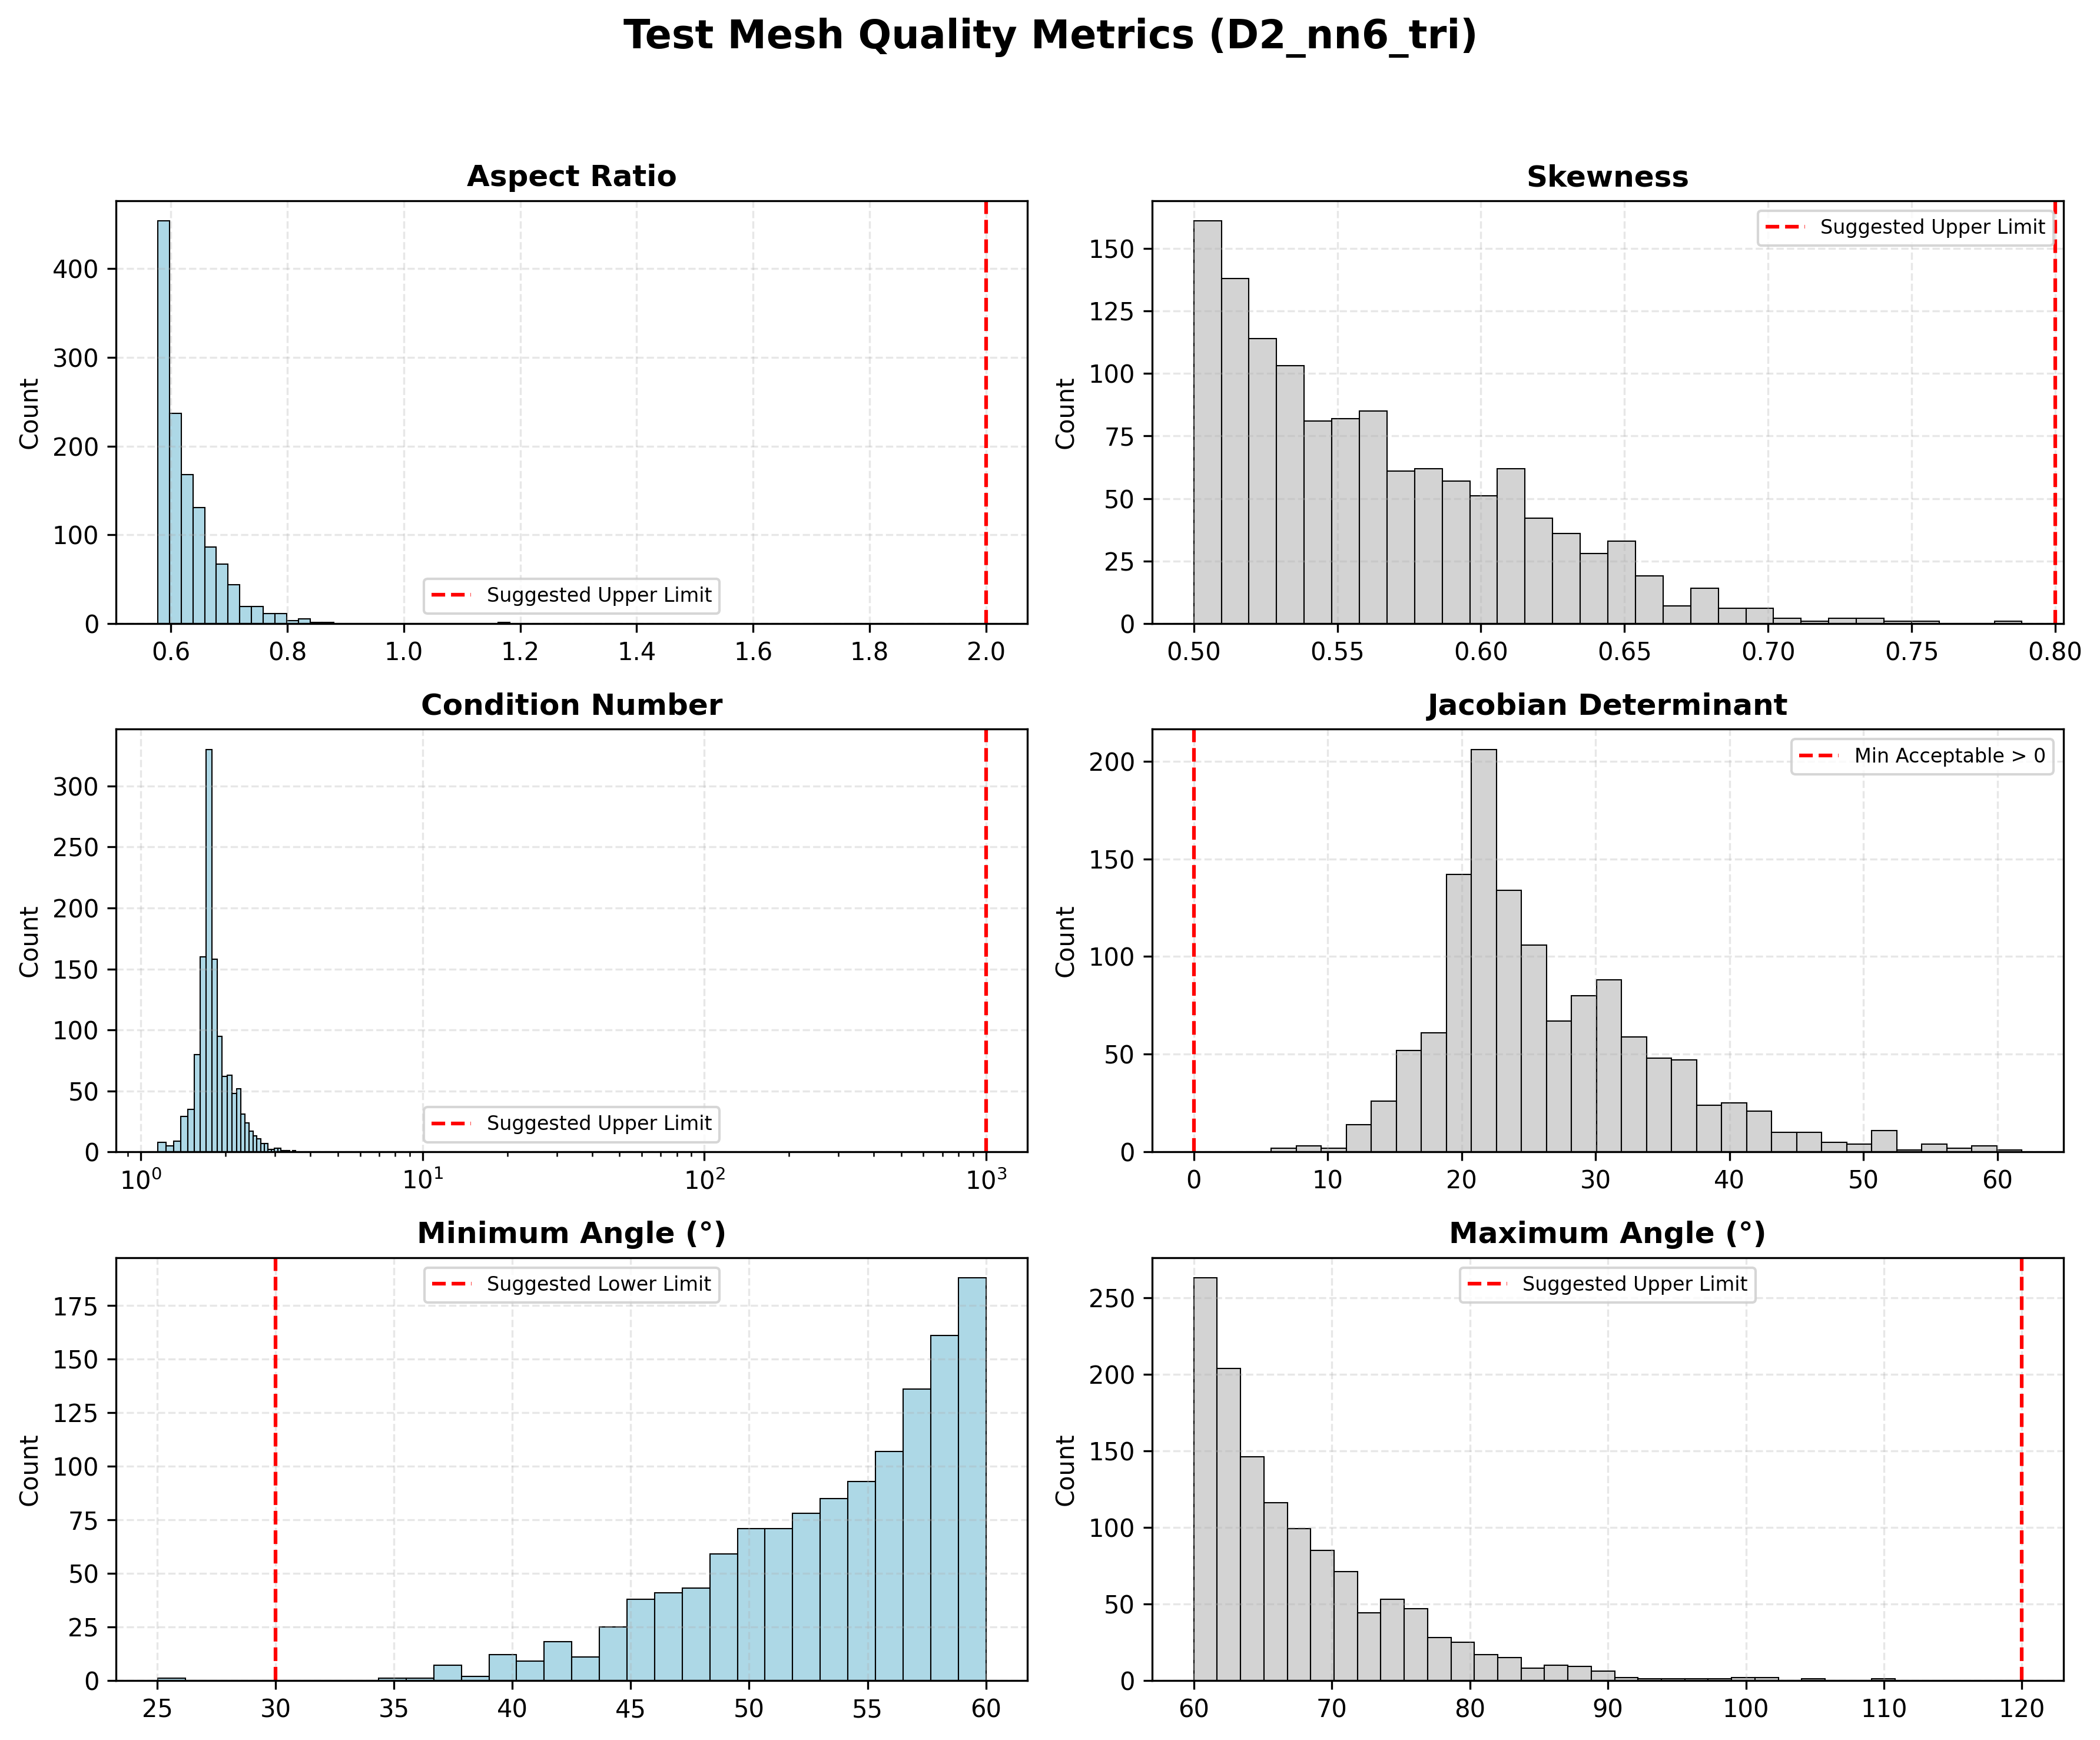 Test Mesh Quality Metrics (D2_nn6_tri)
Aspect Ratio
Count
0
100
200
300
400
0.6 0.8 1.0 1.2 1.4 1.6 1.8 2.0
Suggested Upper Limit
Skewness
Count
0
25
50
75
100
125
150
0.50 0.55 0.60 0.65 0.70 0.75 0.80
Suggested Upper Limit
Condition Number
Count
0
50
100
150
200
250
300
10⁰ 10¹ 10² 10³
Suggested Upper Limit
Jacobian Determinant
Count
0
50
100
150
200
0 10 20 30 40 50 60
Min Acceptable > 0
Minimum Angle (°)
Count
0
25
50
75
100
125
150
175
25 30 35 40 45 50 55 60
Suggested Lower Limit
Maximum Angle (°)
Count
0
50
100
150
200
250
60 70 80 90 100 110 120
Suggested Upper Limit